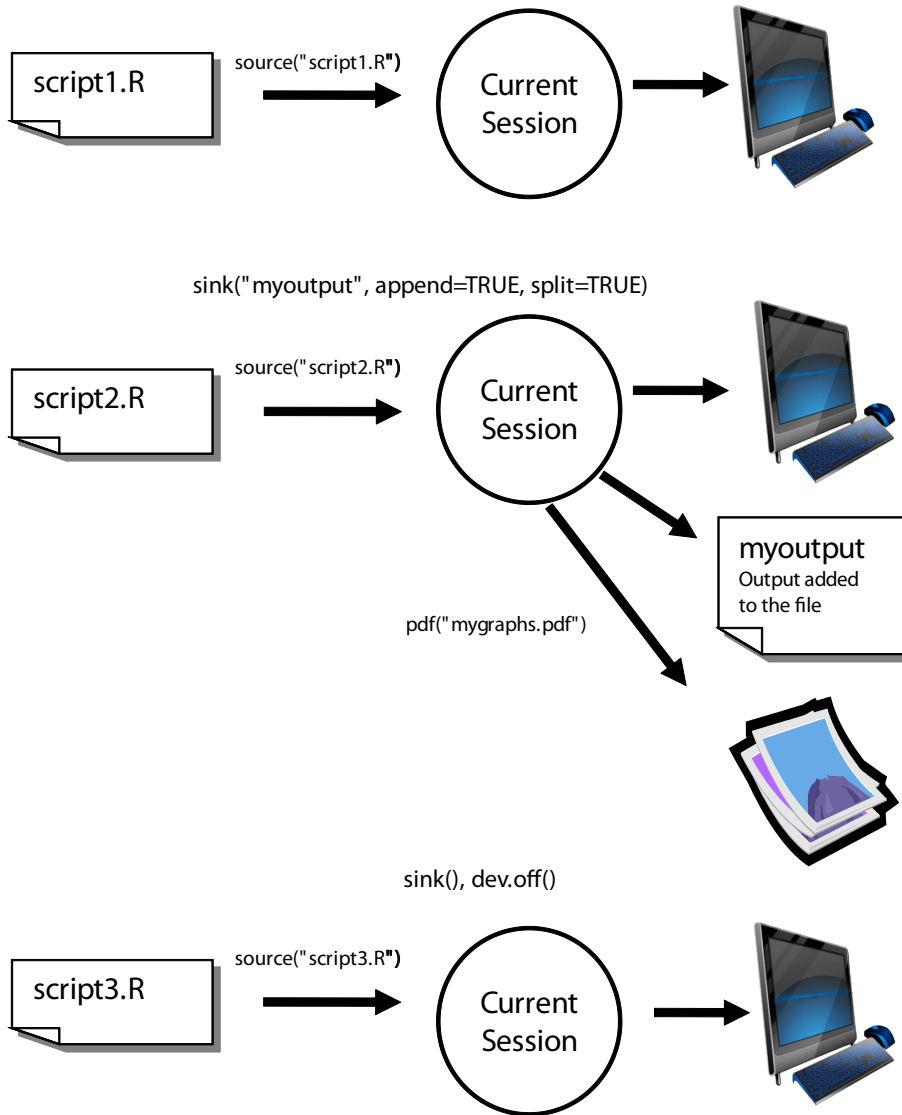 script1.R
source("script1.R")
Current
Session
sink("myoutput", append=TRUE, split=TRUE)
script2.R
source("script2.R")
Current
Session
myoutput
Output added
to the file
pdf("mygraphs.pdf")
sink(), dev.off()
script3.R
source("script3.R")
Current
Session